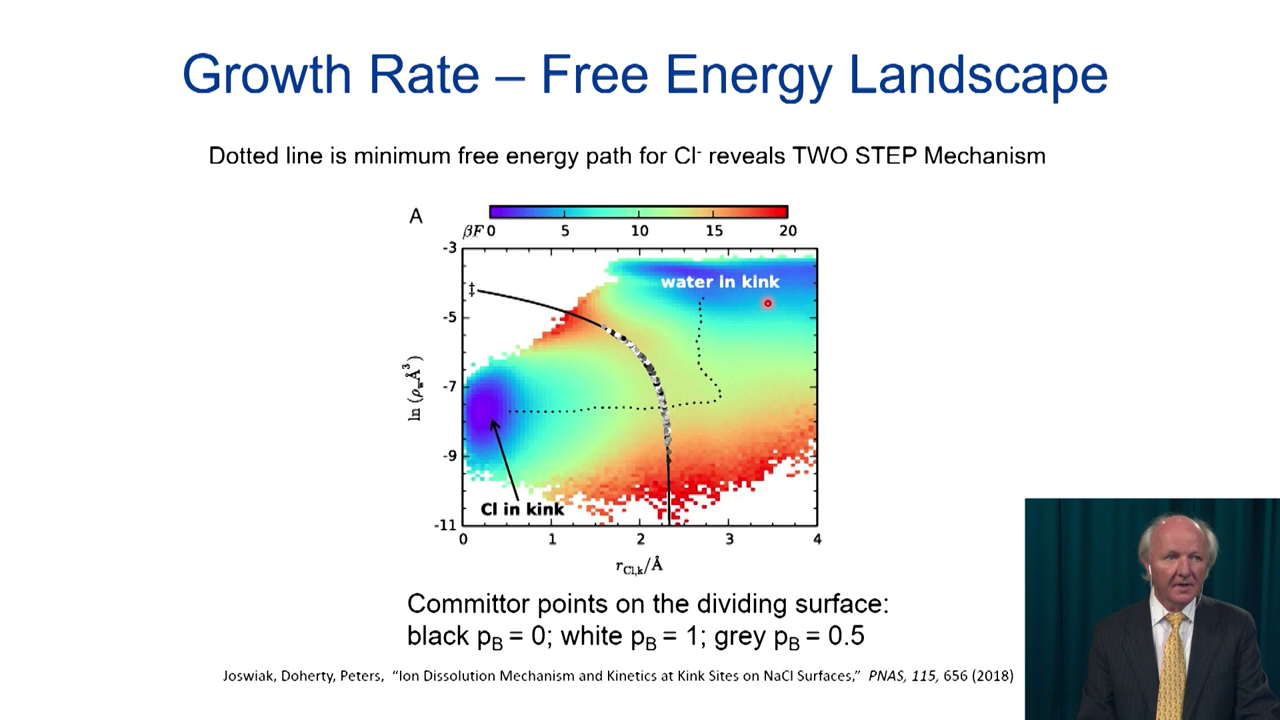 Growth Rate – Free Energy Landscape
Dotted line is minimum free energy path for Cl⁻ reveals TWO STEP Mechanism
A
βF 0 5 10 15 20
-3
‡
water in kink
-5
ln (ρwÅ³)
-7
-9
Cl in kink
-11
0 1 2 3 4
rCl,k/Å
Committor points on the dividing surface:
black pB = 0; white pB = 1; grey pB = 0.5
Joswiak, Doherty, Peters, “Ion Dissolution Mechanism and Kinetics at Kink Sites on NaCl Surfaces,” PNAS, 115, 656 (2018)